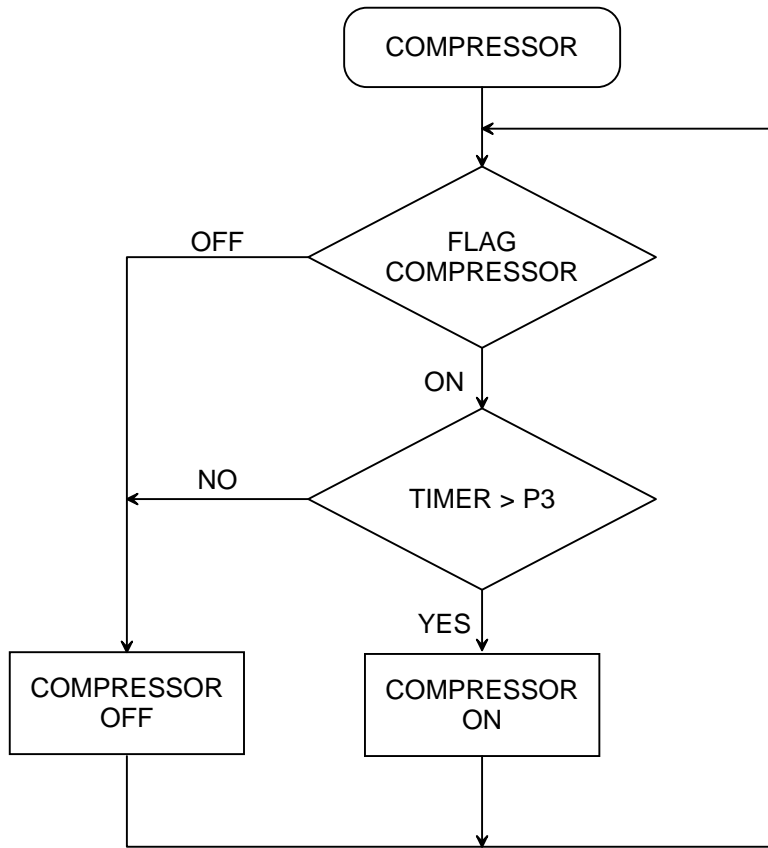 COMPRESSOR
OFF
FLAG
COMPRESSOR
ON
NO
TIMER > P3
YES
COMPRESSOR
OFF
COMPRESSOR
ON